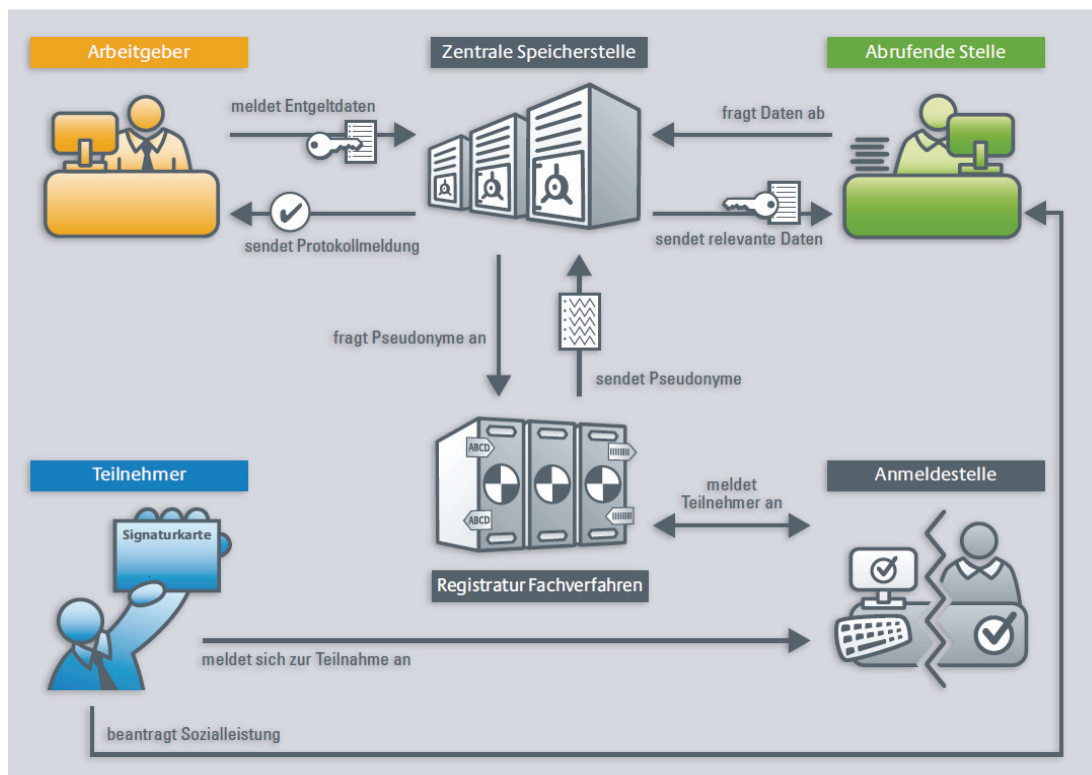 Arbeitgeber
Zentrale Speicherstelle
Abrufende Stelle
meldet Entgeltdaten
fragt Daten ab
sendet Protokollmeldung
sendet relevante Daten
fragt Pseudonyme an
sendet Pseudonyme
Teilnehmer
Signaturkarte
ABCD
ABCD
Registratur Fachverfahren
meldet
Teilnehmer an
Anmeldestelle
meldet sich zur Teilnahme an
beantragt Sozialleistung